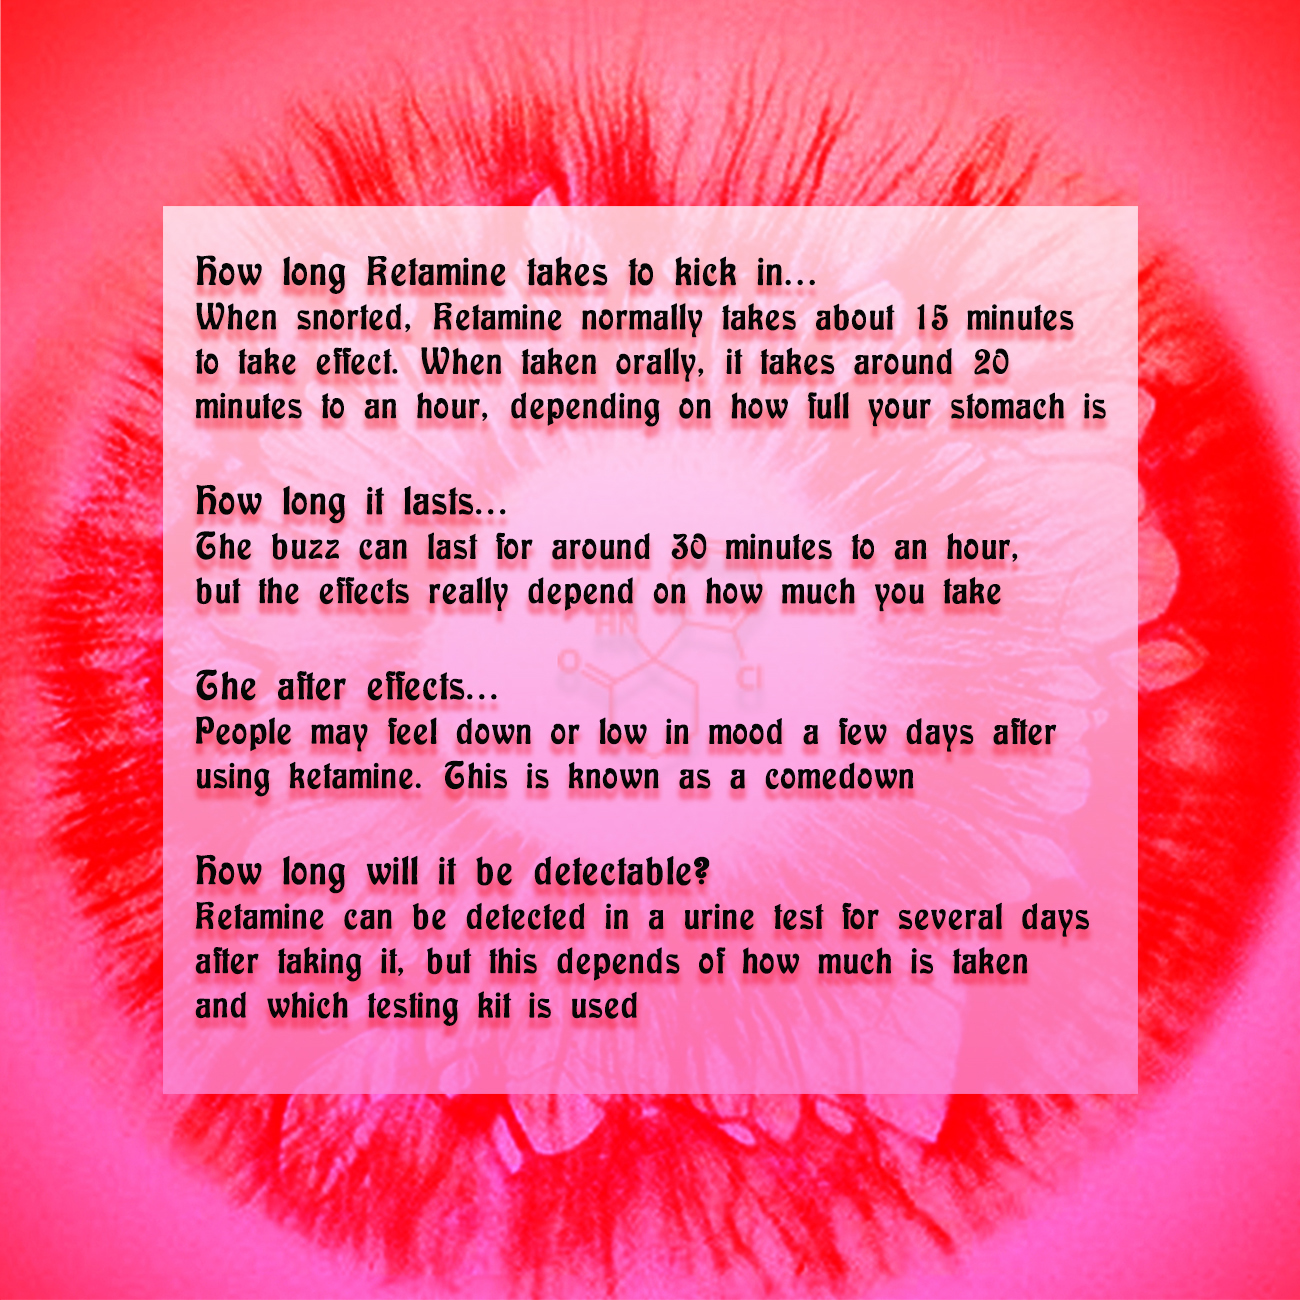 How long Ketamine takes to kick in...
When snorted, Ketamine normally takes about 15 minutes
to take effect. When taken orally, it takes around 20
minutes to an hour, depending on how full your stomach is
How long it lasts...
The buzz can last for around 30 minutes to an hour,
but the effects really depend on how much you take
HN
O
Cl
The after effects...
People may feel down or low in mood a few days after
using ketamine. This is known as a comedown
How long will it be detectable?
Ketamine can be detected in a urine test for several days
after taking it, but this depends of how much is taken
and which testing kit is used